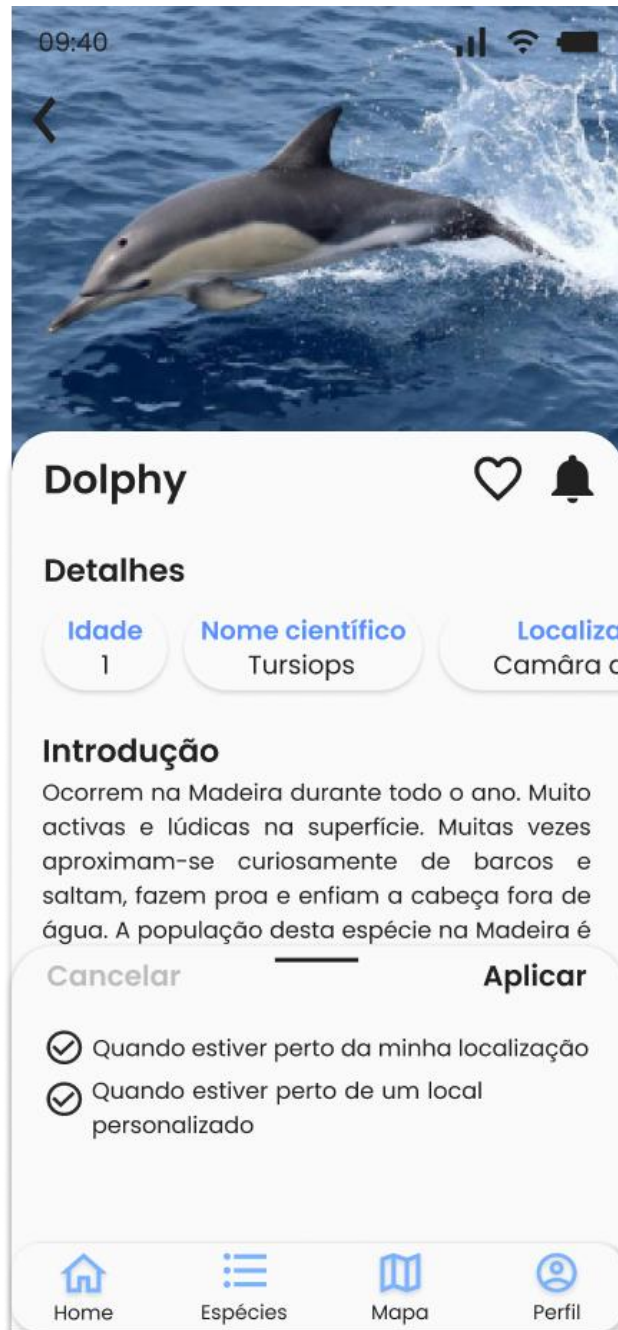 09:40
Dolphy
Detalhes
Idade
1
Nome científico
Tursiops
Localiza
Camâra d
Introdução
Ocorrem na Madeira durante todo o ano. Muito
activas e lúdicas na superfície. Muitas vezes
aproximam-se curiosamente de barcos e
saltam, fazem proa e enfiam a cabeça fora de
água. A população desta espécie na Madeira é
Cancelar
Aplicar
Quando estiver perto da minha localização
Quando estiver perto de um local
personalizado
Home
Espécies
Mapa
Perfil